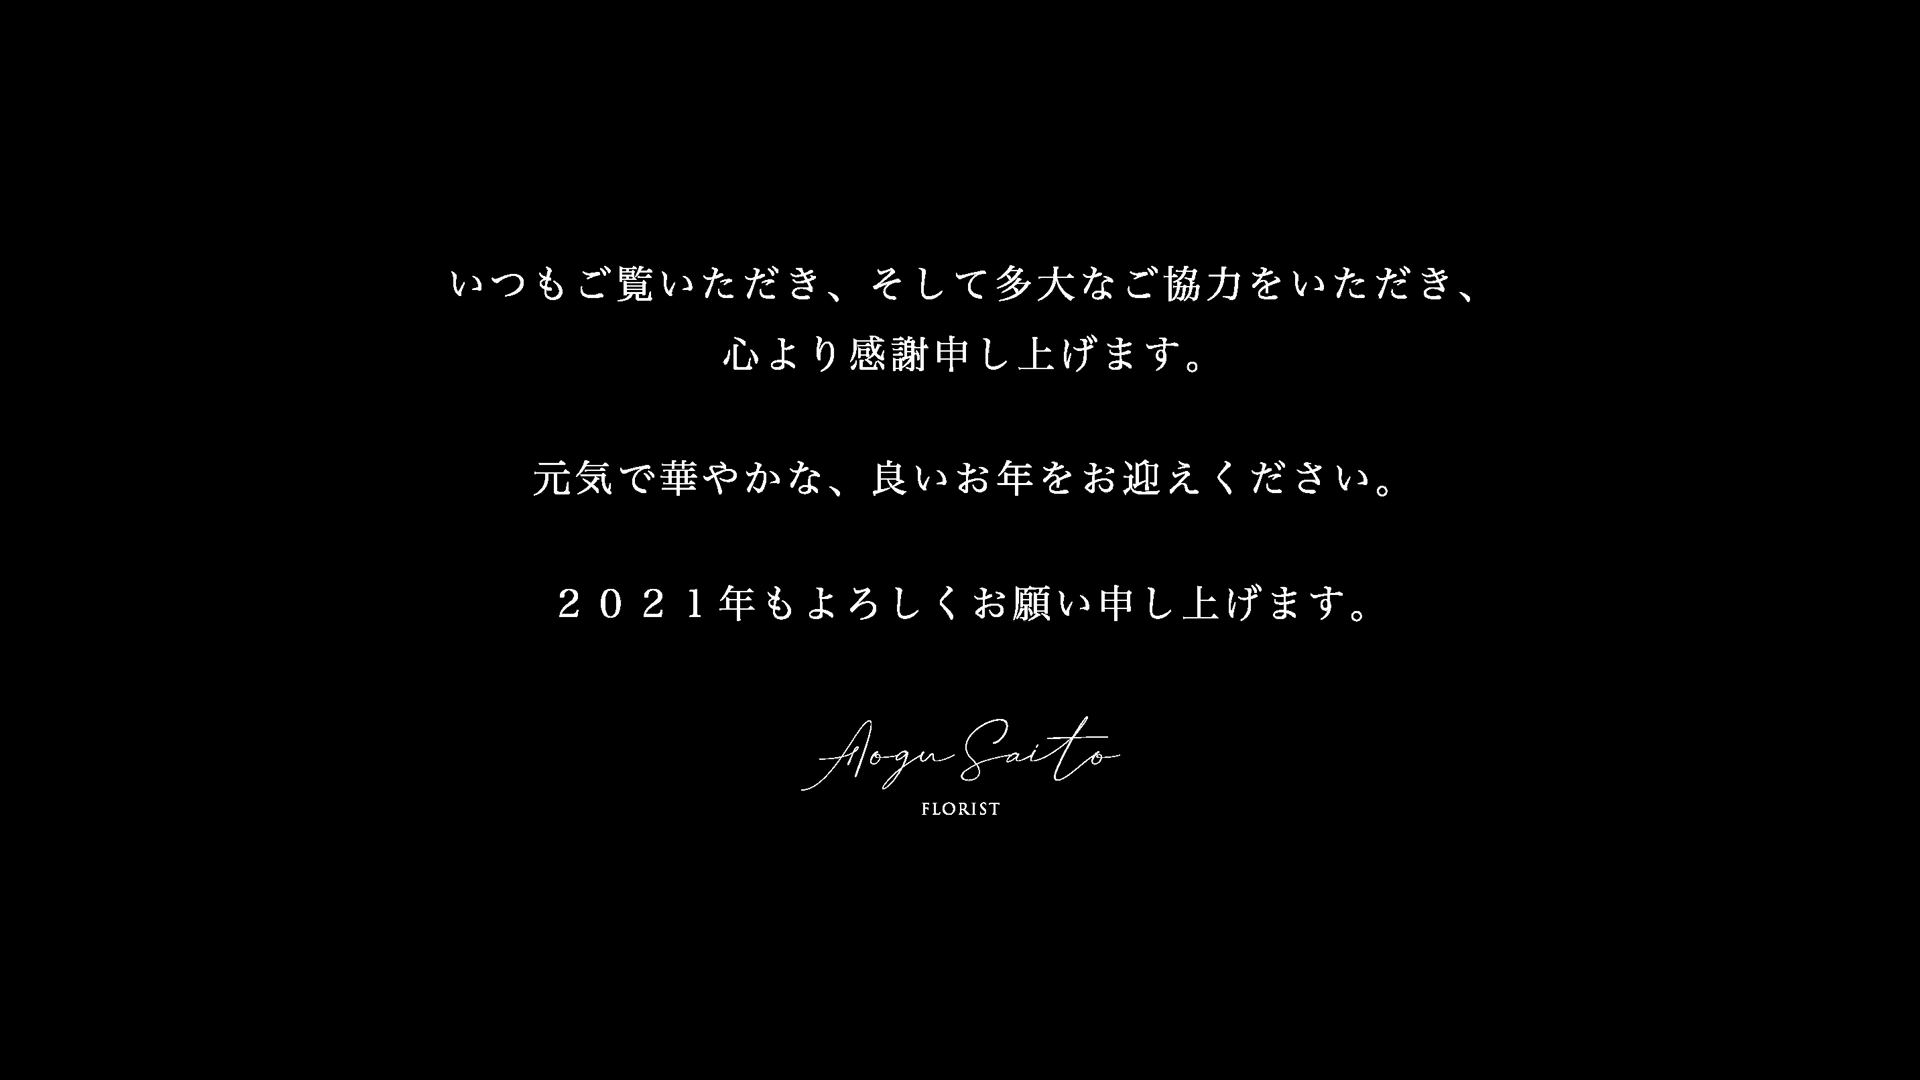 いつもご覧いただき、そして多大なご協力をいただき、
心より感謝申し上げます。
元気で華やかな、良いお年をお迎えください。
２０２１年もよろしくお願い申し上げます。
Aogu Saito
FLORIST